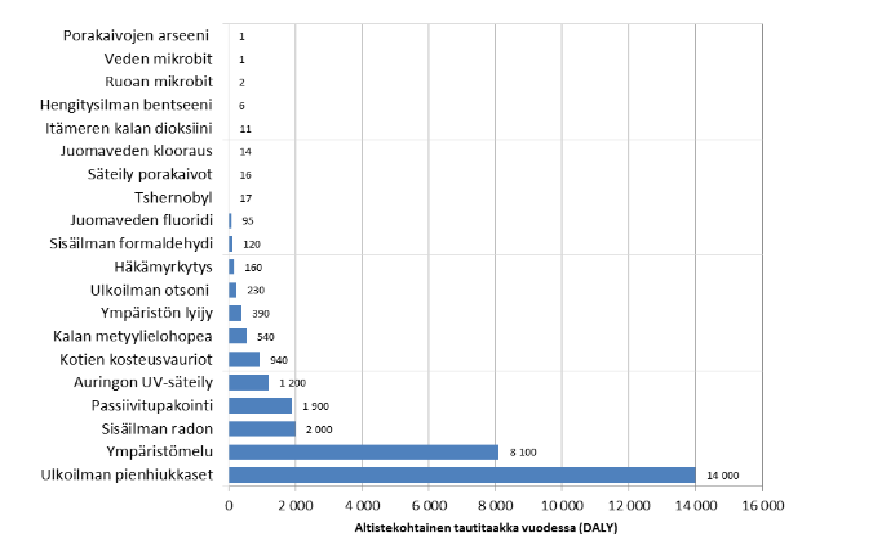 Porakaivojen arseeni 1
Veden mikrobit 1
Ruoan mikrobit 2
Hengitysilman bentseeni 6
Itämeren kalan dioksiini 11
Juomaveden klooraus 14
Säteily porakaivot 16
Tshernobyl 17
Juomaveden fluoridi 95
Sisäilman formaldehydi 120
Häkämyrkytys 160
Ulkoilman otsoni 230
Ympäristön lyijy 390
Kalan metyylielohopea 540
Kotien kosteusvauriot 940
Auringon UV-säteily 1 200
Passiivitupakointi 1 900
Sisäilman radon 2 000
Ympäristömelu 8 100
Ulkoilman pienhiukkaset 14 000
0 2 000 4 000 6 000 8 000 10 000 12 000 14 000 16 000
Altistekohtainen tautitaakka vuodessa (DALY)